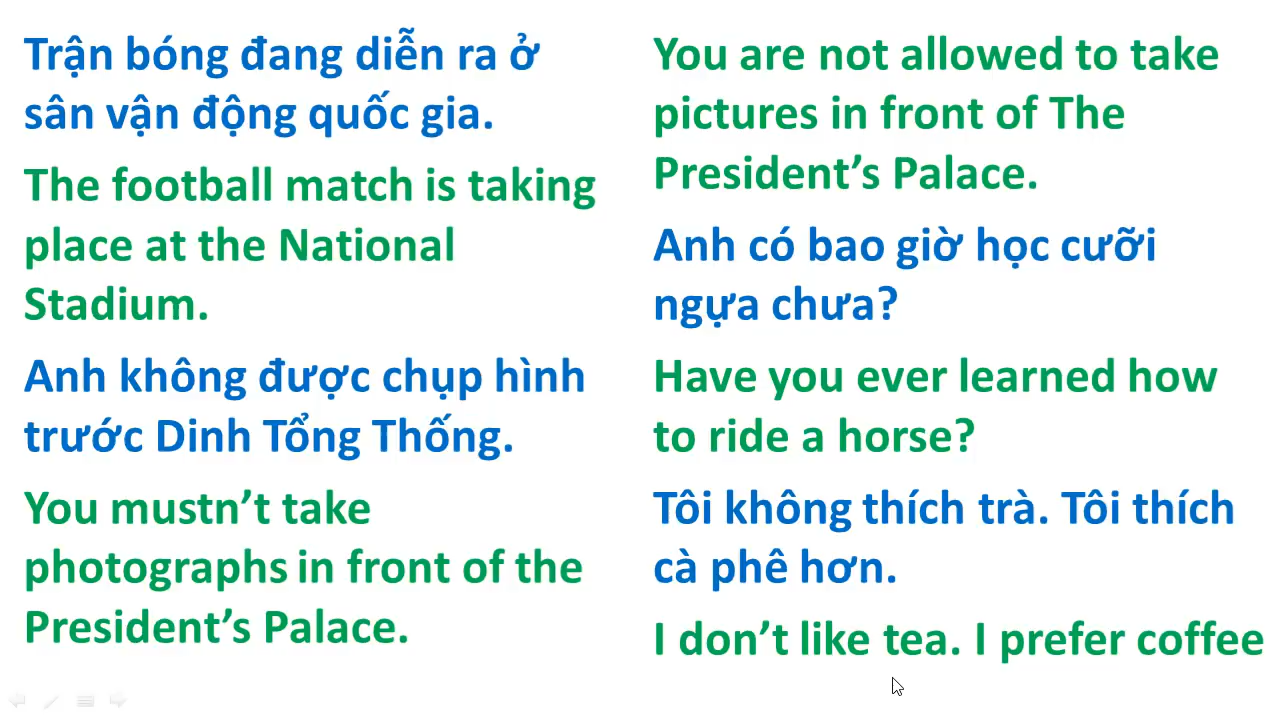 Trận bóng đang diễn ra ở
sân vận động quốc gia.
The football match is taking
place at the National
Stadium.
Anh không được chụp hình
trước Dinh Tổng Thống.
You mustn’t take
photographs in front of the
President’s Palace.
You are not allowed to take
pictures in front of The
President’s Palace.
Anh có bao giờ học cưỡi
ngựa chưa?
Have you ever learned how
to ride a horse?
Tôi không thích trà. Tôi thích
cà phê hơn.
I don’t like tea. I prefer coffee